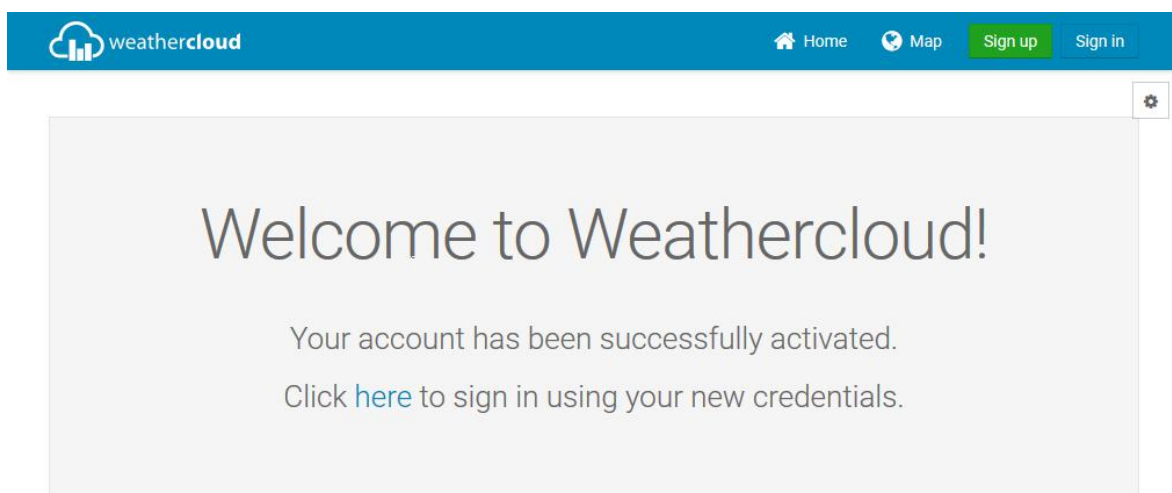 weathercloud
Home
Map
Sign up
Sign in
Welcome to Weathercloud!
Your account has been successfully activated.
Click here to sign in using your new credentials.